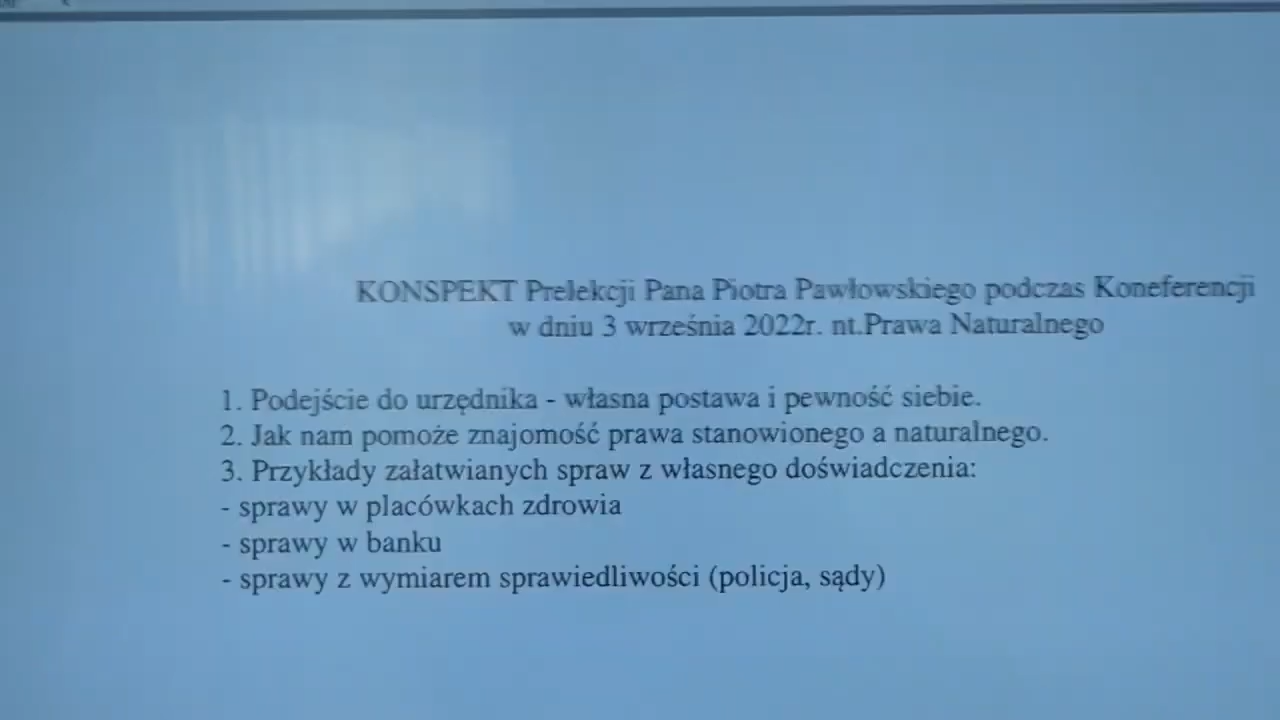 KONSPEKT Prelekcji Pana Piotra Pawłowskiego podczas Koneferencji
w dniu 3 września 2022r. nt.Prawa Naturalnego
1. Podejście do urzędnika - własna postawa i pewność siebie.
2. Jak nam pomoże znajomość prawa stanowionego a naturalnego.
3. Przykłady załatwianych spraw z własnego doświadczenia:
- sprawy w placówkach zdrowia
- sprawy w banku
- sprawy z wymiarem sprawiedliwości (policja, sądy)